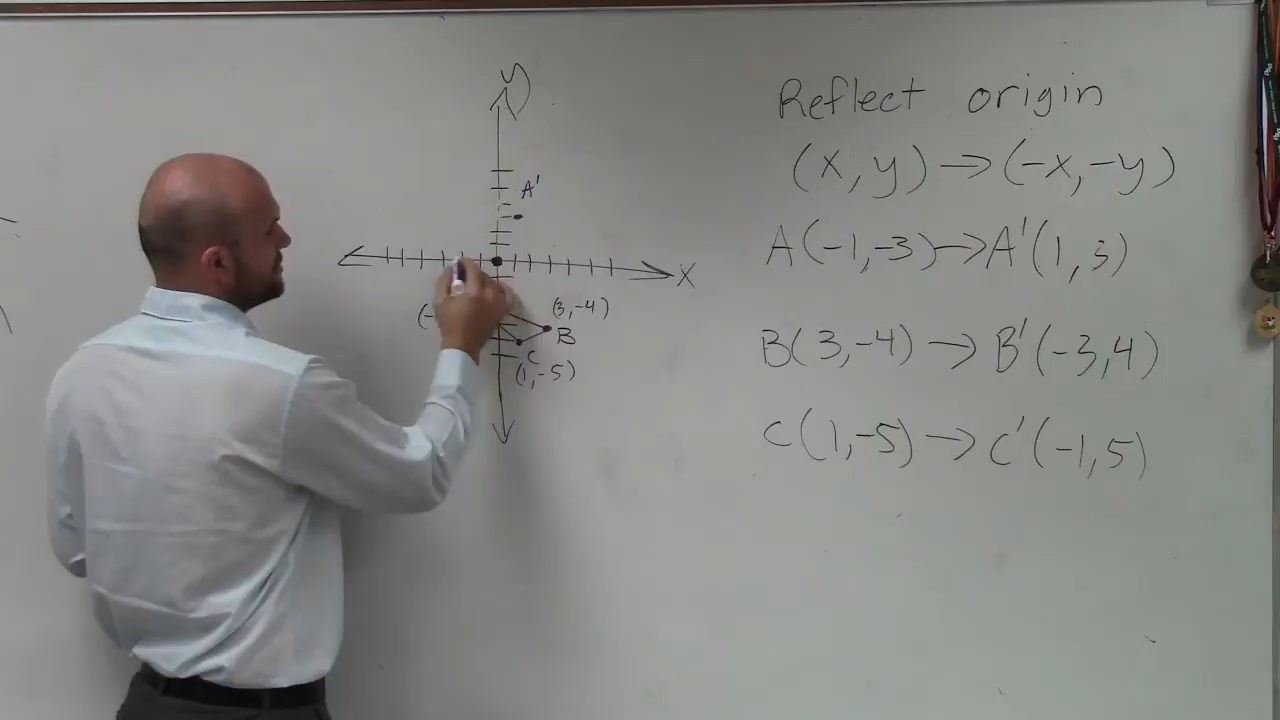 Reflect origin
(x, y) → (-x, -y)
A(-1, -3) → A'(1, 3)
B(3, -4) → B'(-3, 4)
C(1, -5) → C'(-1, 5)
y
A'
x
(3, -4)
(-
B
C
(1, -5)